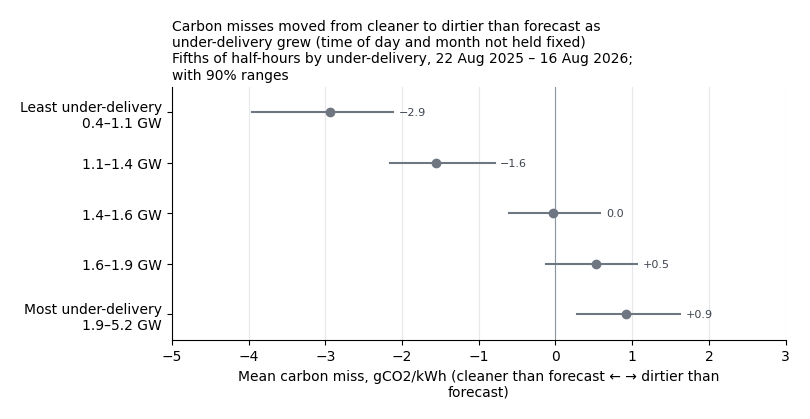 Carbon misses moved from cleaner to dirtier than forecast as
under-delivery grew (time of day and month not held fixed)
Fifths of half-hours by under-delivery, 22 Aug 2025 – 16 Aug 2026;
with 90% ranges
Least under-delivery
0.4–1.1 GW
−2.9
1.1–1.4 GW
−1.6
1.4–1.6 GW
0.0
1.6–1.9 GW
+0.5
Most under-delivery
1.9–5.2 GW
+0.9
−5 −4 −3 −2 −1 0 1 2 3
Mean carbon miss, gCO2/kWh (cleaner than forecast ← → dirtier than
forecast)